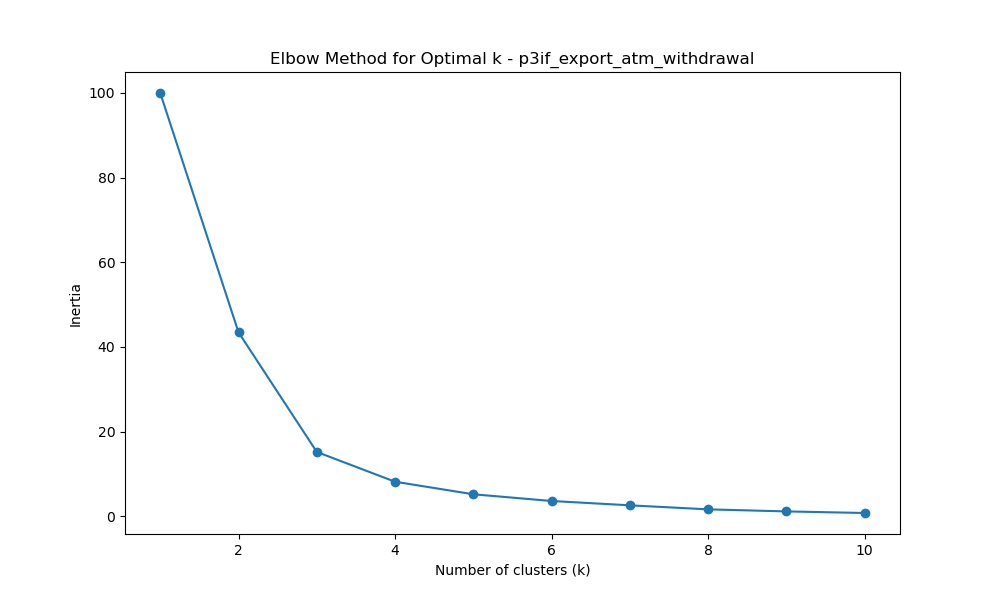 Elbow Method for Optimal k - p3if_export_atm_withdrawal
100
80
60
40
20
0
Inertia
2 4 6 8 10
Number of clusters (k)